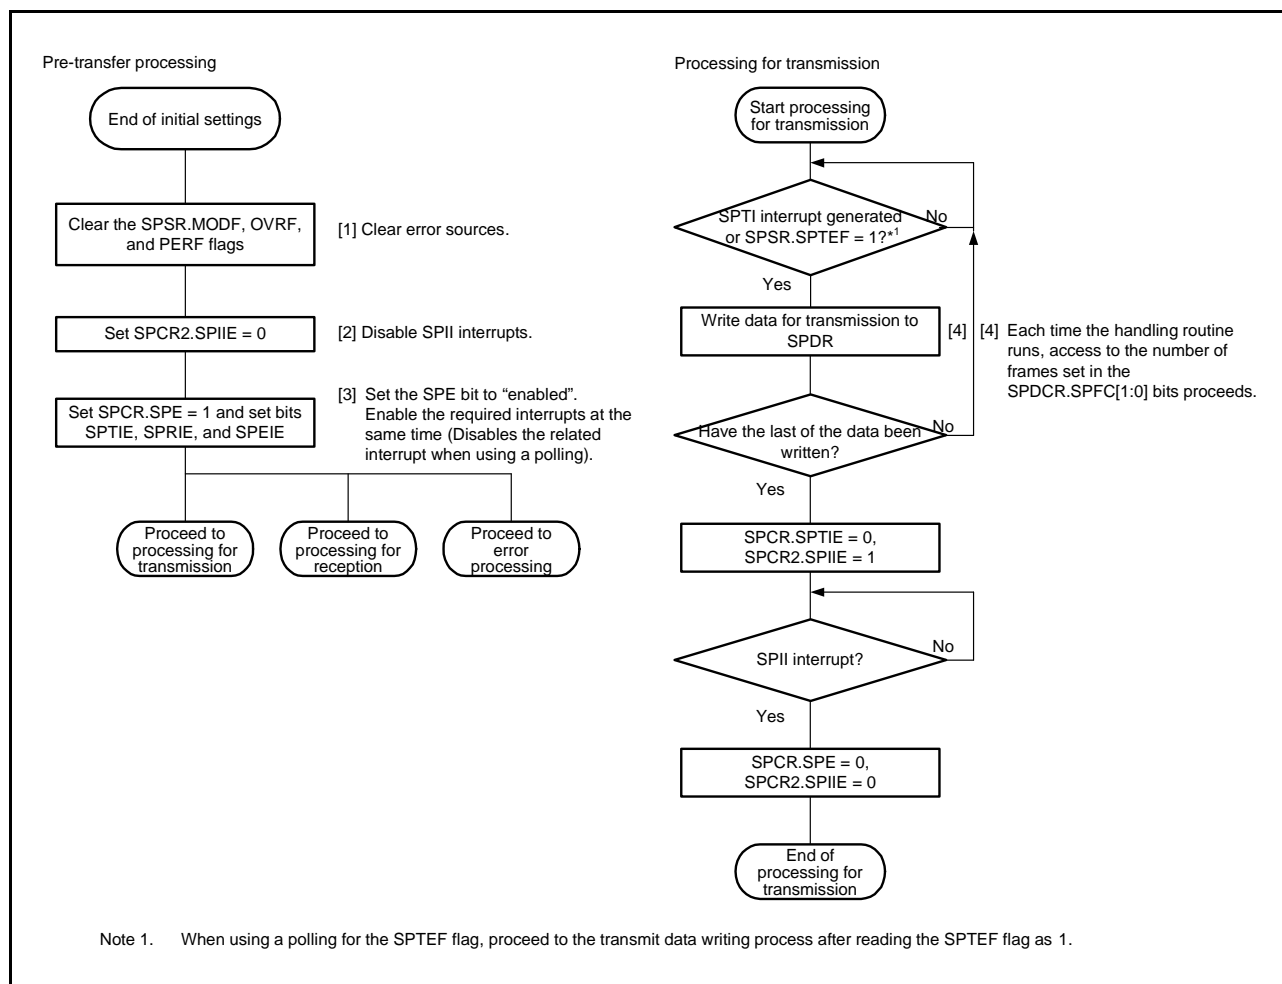 Pre-transfer processing
End of initial settings
Clear the SPSR.MODF, OVRF,
and PERF flags
[1] Clear error sources.
Set SPCR2.SPIIE = 0
[2] Disable SPII interrupts.
Set SPCR.SPE = 1 and set bits
SPTIE, SPRIE, and SPEIE
[3] Set the SPE bit to “enabled”.
Enable the required interrupts at the
same time (Disables the related
interrupt when using a polling).
Proceed to
processing for
transmission
Proceed to
processing for
reception
Proceed to
error
processing
Processing for transmission
Start processing
for transmission
SPTI interrupt generated
or SPSR.SPTEF = 1?*1
No
Yes
Write data for transmission to
SPDR
[4]
[4] Each time the handling routine
runs, access to the number of
frames set in the
SPDCR.SPFC[1:0] bits proceeds.
Have the last of the data been
written?
No
Yes
SPCR.SPTIE = 0,
SPCR2.SPIIE = 1
SPII interrupt?
No
Yes
SPCR.SPE = 0,
SPCR2.SPIIE = 0
End of
processing for
transmission
Note 1. When using a polling for the SPTEF flag, proceed to the transmit data writing process after reading the SPTEF flag as 1.